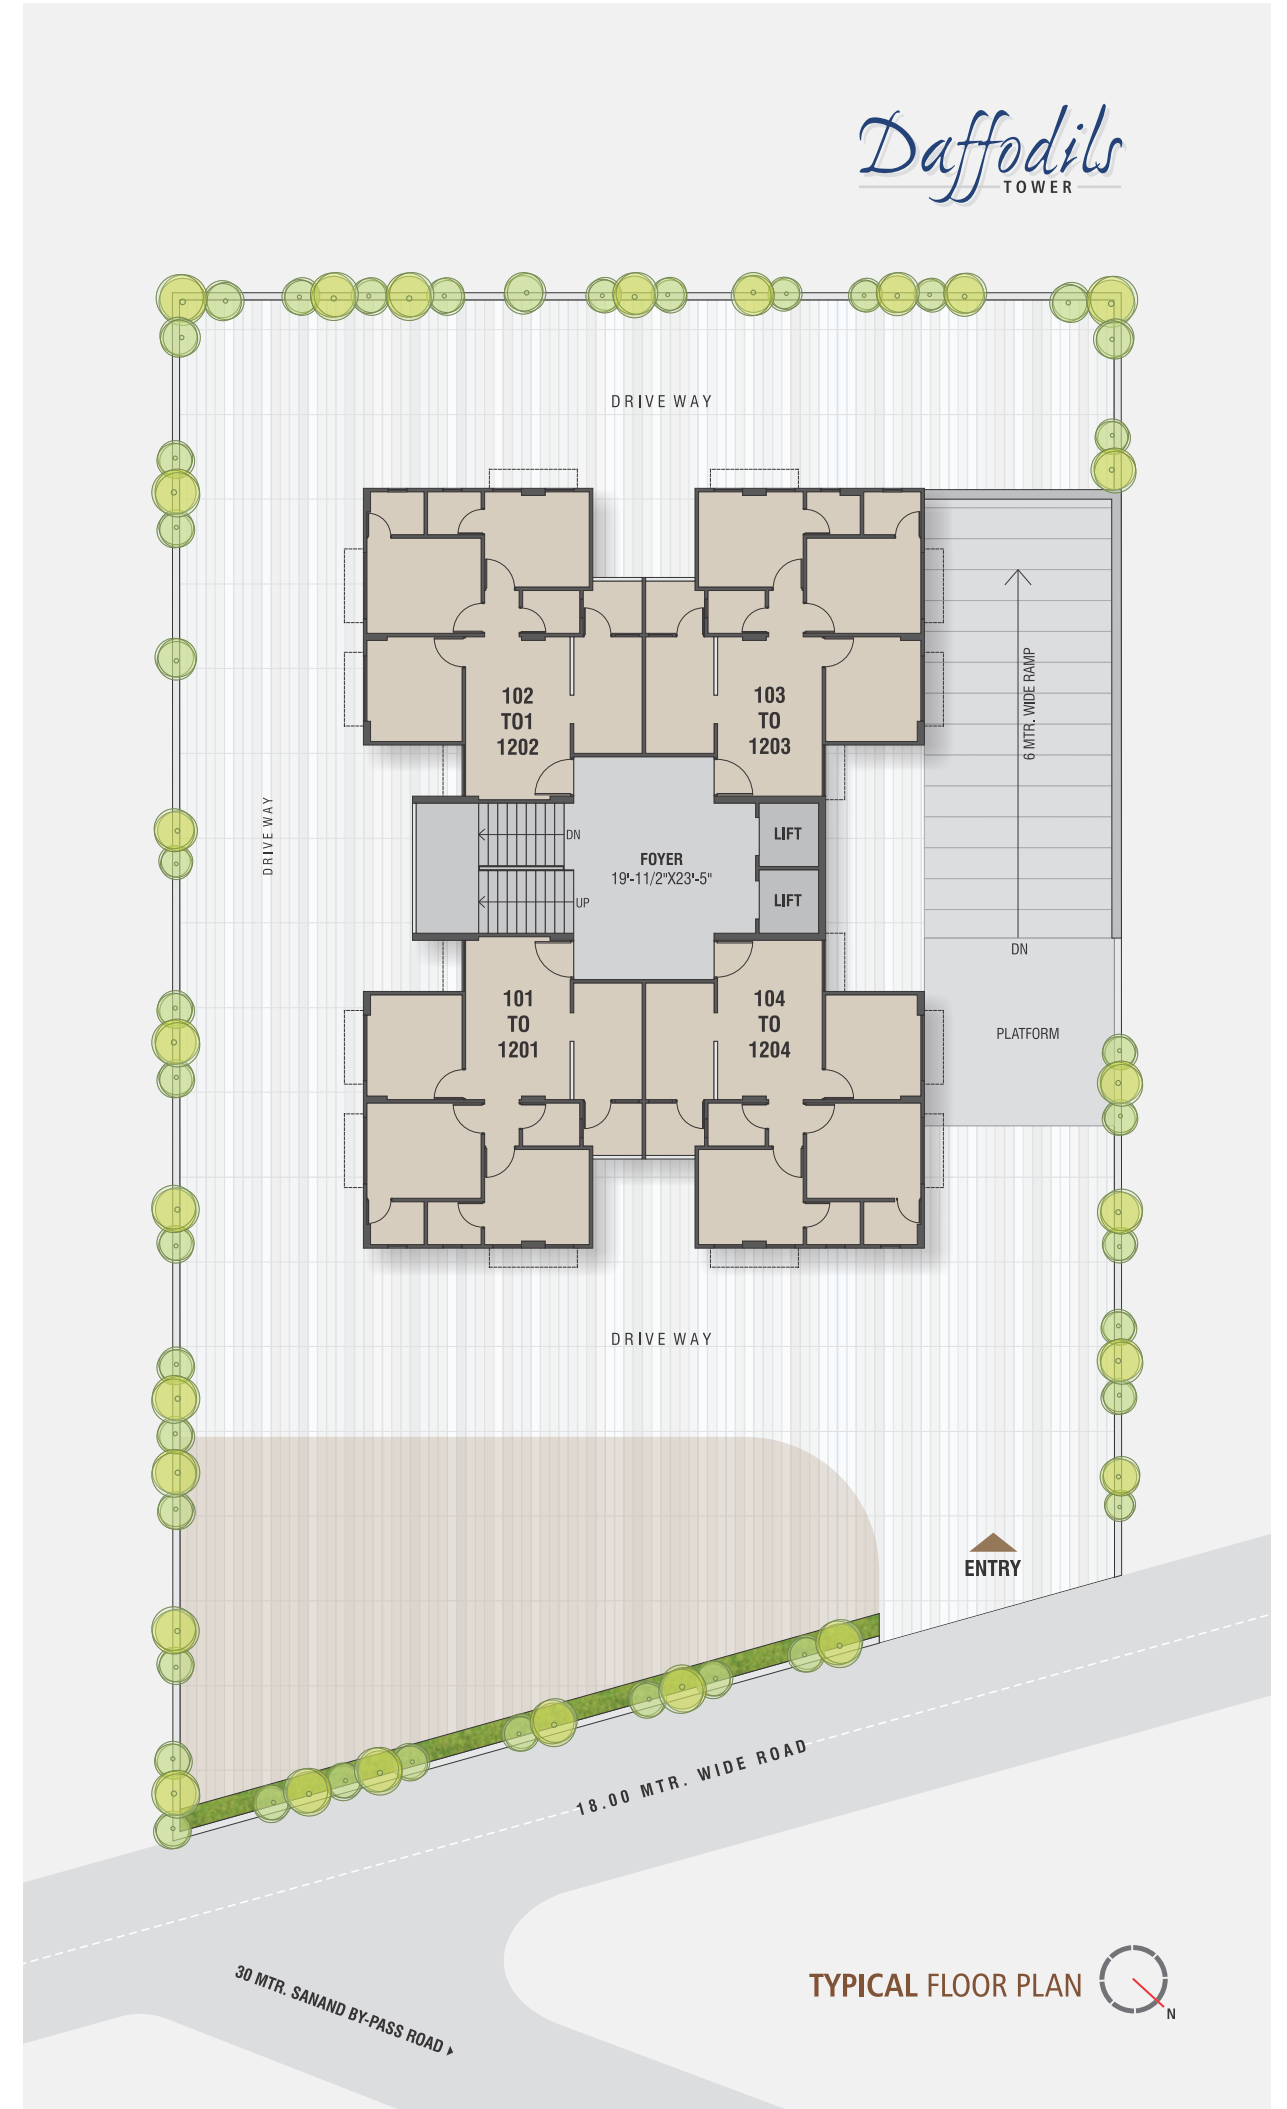 Daffodils
TOWER
DRIVE WAY
102
TO1
1202
103
TO
1203
6 MTR. WIDE RAMP
DRIVE WAY
DN
LIFT
FOYER
19'-11/2"X23'-5"
UP
LIFT
DN
101
TO
1201
104
TO
1204
PLATFORM
DRIVE WAY
ENTRY
18.00 MTR. WIDE ROAD
30 MTR. SANAND BY-PASS ROAD
TYPICAL FLOOR PLAN
N